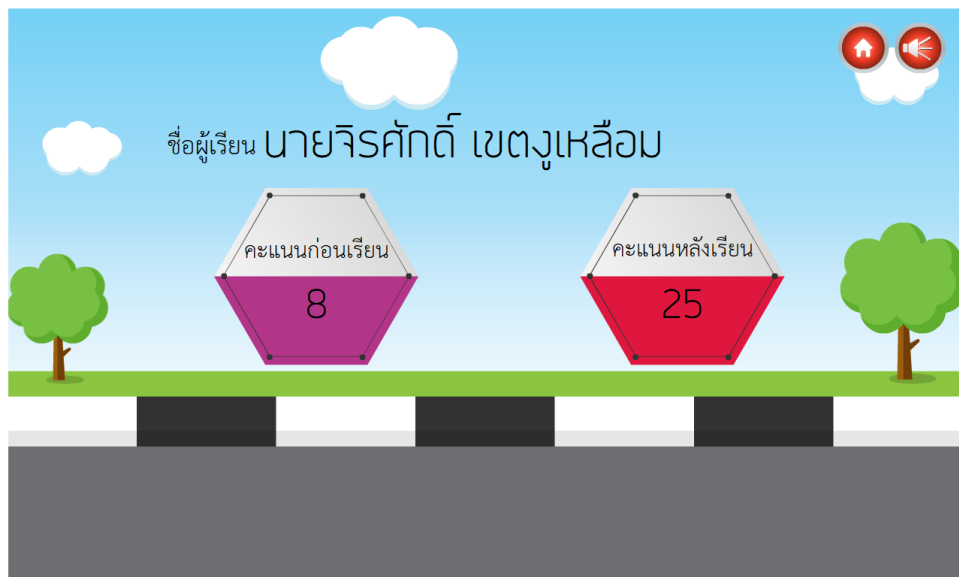 ชื่อผู้เรียน นายจิรศักดิ์ เขตงูเหลือม
คะแนนก่อนเรียน
8
คะแนนหลังเรียน
25